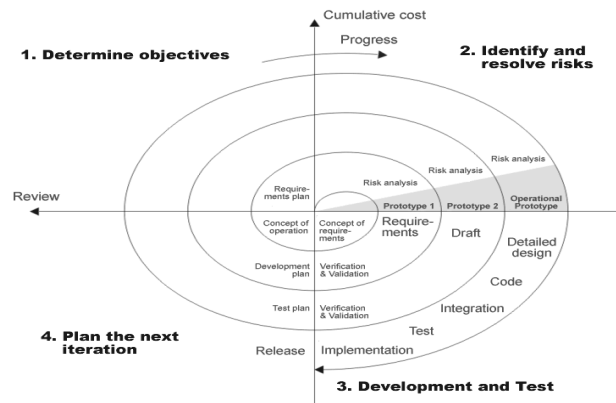 Cumulative cost
Progress
1. Determine objectives
2. Identify and
resolve risks
Risk analysis
Risk analysis
Risk analysis
Review
Require-
ments plan
Prototype 1
Prototype 2
Operational
Prototype
Concept of
operation
Concept of
require-
ments
Require-
ments
Draft
Detailed
design
Development
plan
Verification
& Validation
Code
Test plan
Verification
& Validation
Integration
Test
4. Plan the next
iteration
Release
Implementation
3. Development and Test